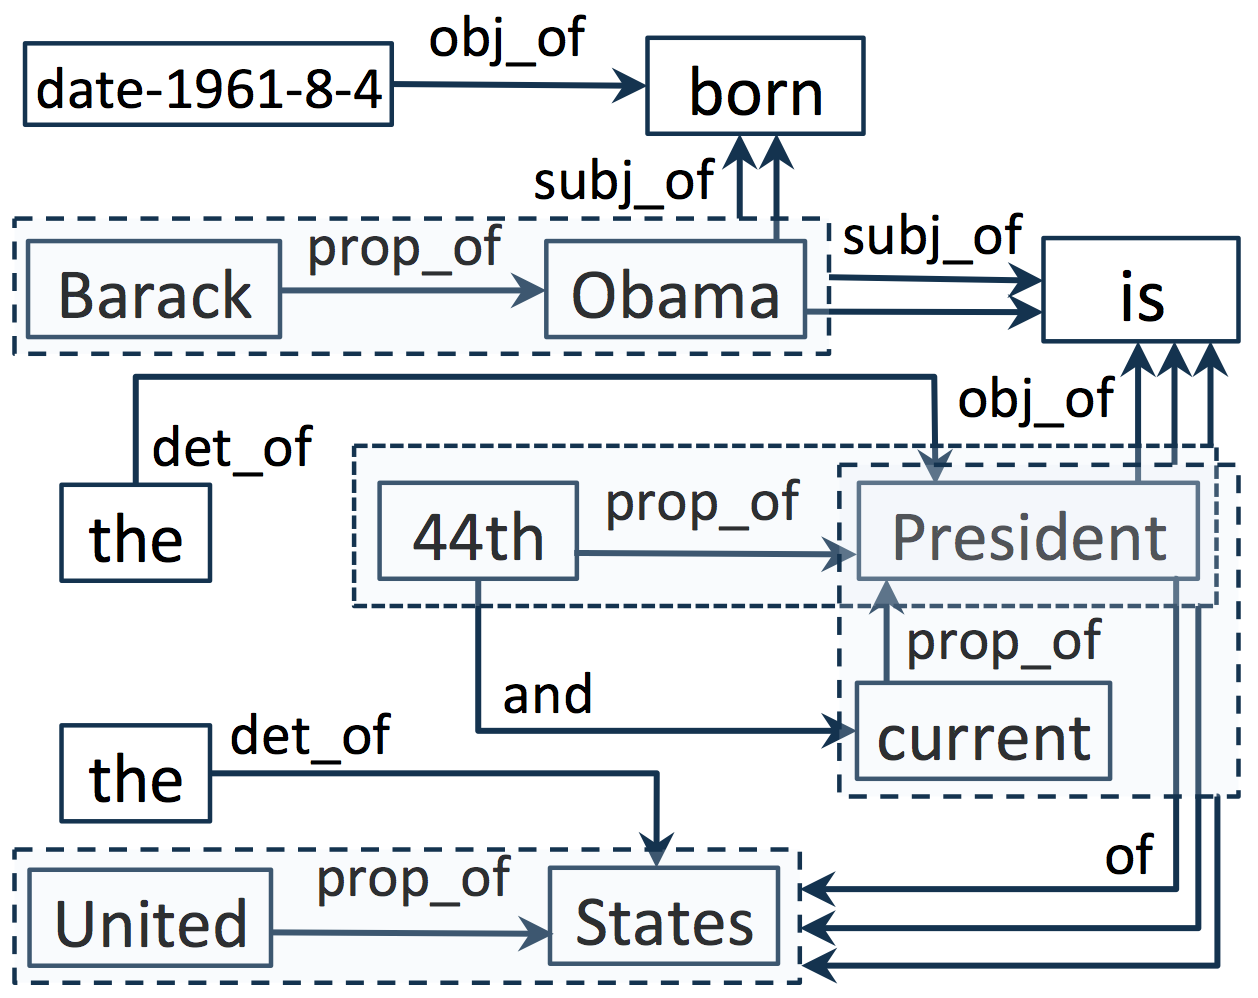 obj_of
date-1961-8-4
born
subj_of
prop_of
subj_of
Barack
Obama
is
obj_of
det_of
the
44th
prop_of
President
prop_of
and
current
the
det_of
of
prop_of
United
States